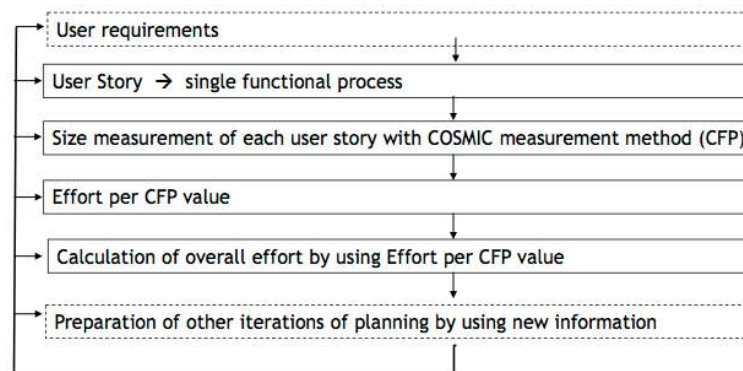 User requirements
User Story → single functional process
Size measurement of each user story with COSMIC measurement method (CFP)
Effort per CFP value
Calculation of overall effort by using Effort per CFP value
Preparation of other iterations of planning by using new information